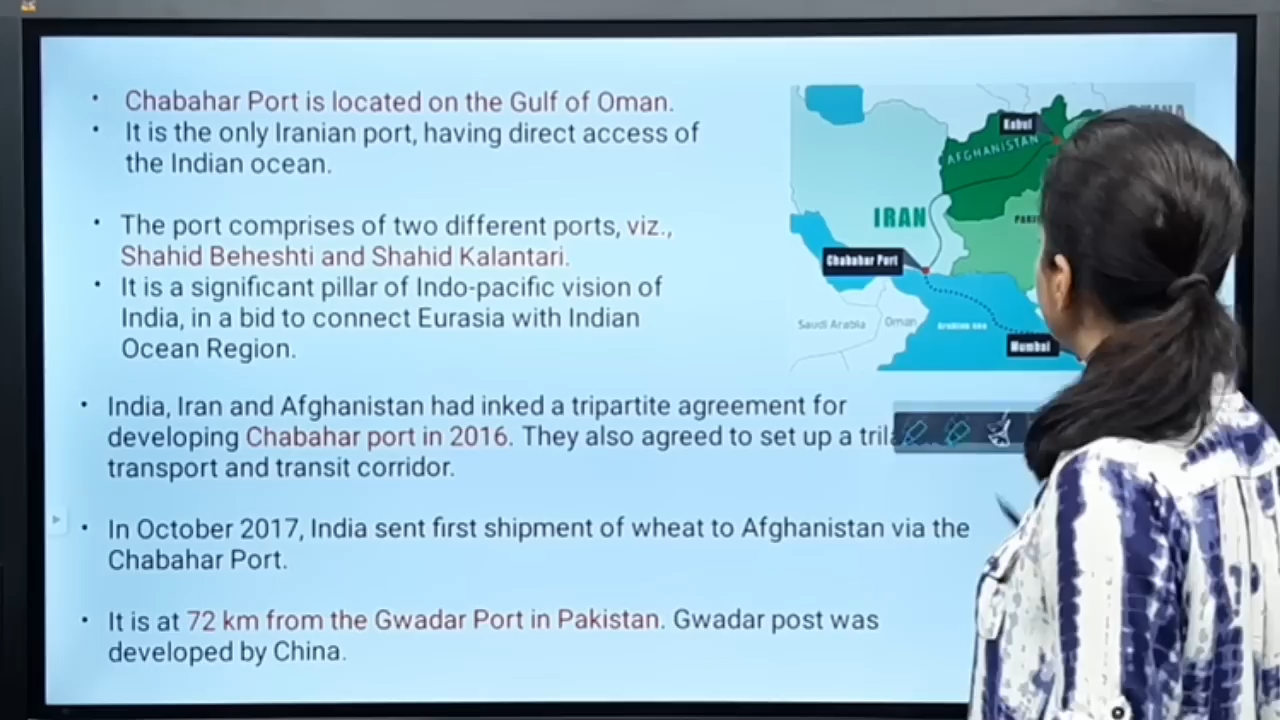 Chabahar Port is located on the Gulf of Oman.
It is the only Iranian port, having direct access of
the Indian ocean.
The port comprises of two different ports, viz.,
Shahid Beheshti and Shahid Kalantari.
It is a significant pillar of Indo-pacific vision of
India, in a bid to connect Eurasia with Indian
Ocean Region.
India, Iran and Afghanistan had inked a tripartite agreement for
developing Chabahar port in 2016. They also agreed to set up a
transport and transit corridor.
In October 2017, India sent first shipment of wheat to Afghanistan via the
Chabahar Port.
It is at 72 km from the Gwadar Port in Pakistan. Gwadar post was
developed by China.
Kabul
AFGHANISTAN
IRAN
Chabahar Port
Saudi Arabia
Oman
Arabian Sea
Mumbai